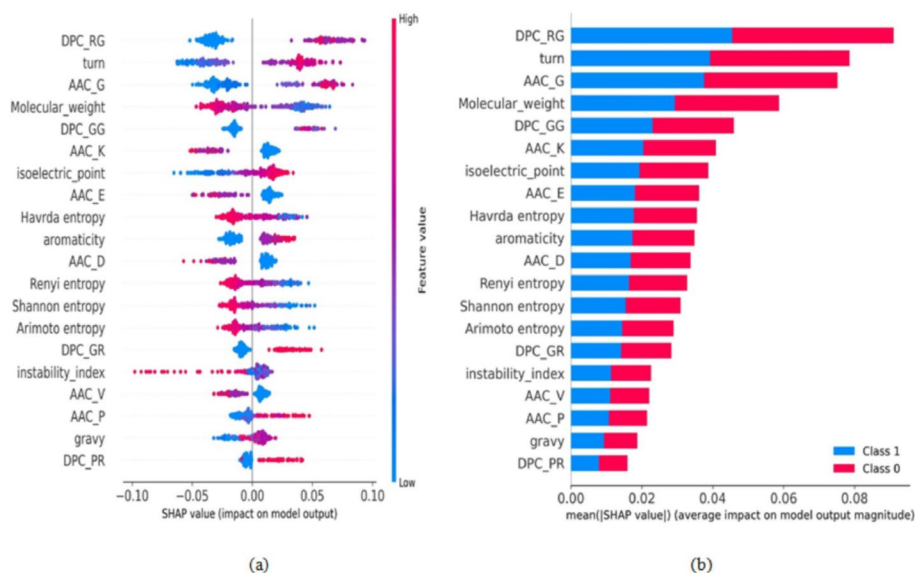 (a)
High
DPC_RG
turn
AAC_G
Molecular_weight
DPC_GG
AAC_K
isoelectric_point
AAC_E
Havrda entropy
aromaticity
AAC_D
Renyi entropy
Shannon entropy
Arimoto entropy
DPC_GR
instability_index
AAC_V
AAC_P
gravy
DPC_PR
Feature value
Low
−0.10 −0.05 0.00 0.05 0.10
SHAP value (impact on model output)
(a)
(b)
DPC_RG
turn
AAC_G
Molecular_weight
DPC_GG
AAC_K
isoelectric_point
AAC_E
Havrda entropy
aromaticity
AAC_D
Renyi entropy
Shannon entropy
Arimoto entropy
DPC_GR
instability_index
AAC_V
AAC_P
gravy
DPC_PR
Class 1
Class 0
0.00 0.02 0.04 0.06 0.08
mean(|SHAP value|) (average impact on model output magnitude)
(b)